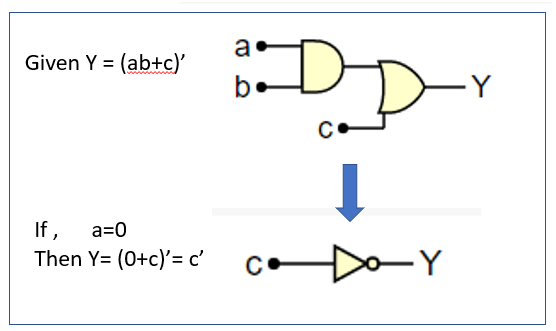 Given Y = (ab+c)’
a
b
c
Y
If , a=0
Then Y= (0+c)’= c’
c
Y